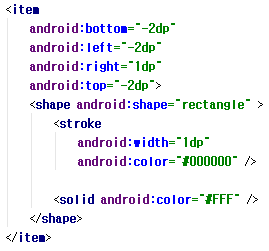 <item
android:bottom="-2dp"
android:left="-2dp"
android:right="1dp"
android:top="-2dp">
<shape android:shape="rectangle" >
<stroke
android:width="1dp"
android:color="#000000" />
<solid android:color="#FFF" />
</shape>
</item>